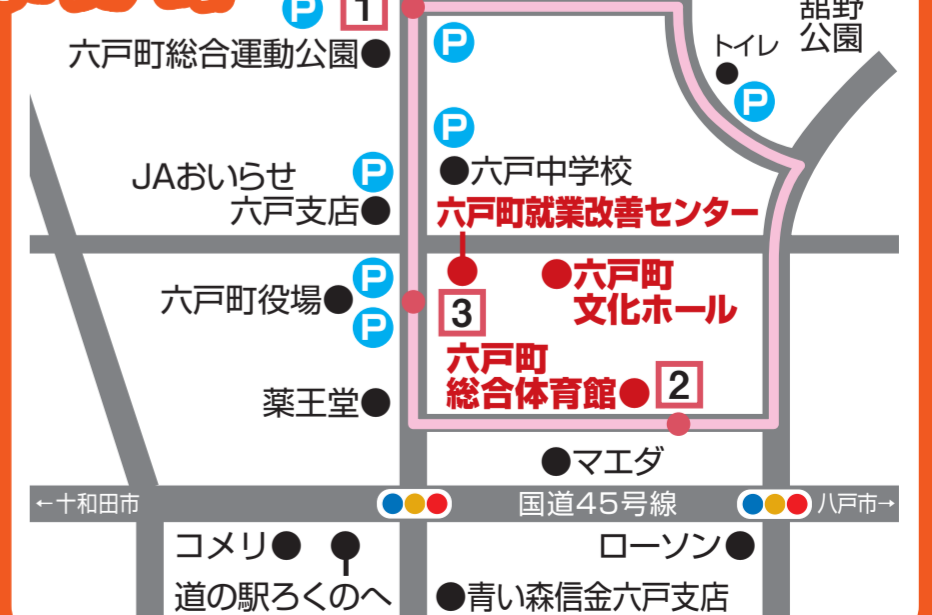 P 1
舘野
公園
六戸町総合運動公園
P
トイレ
P
P
JAおいらせ P
六戸支店
六戸中学校
六戸町就業改善センター
六戸町役場 P
P
3
六戸町
文化ホール
六戸町
総合体育館 2
薬王堂
マエダ
←十和田市 国道45号線 八戸市→
コメリ
道の駅ろくのへ
ローソン
青い森信金六戸支店